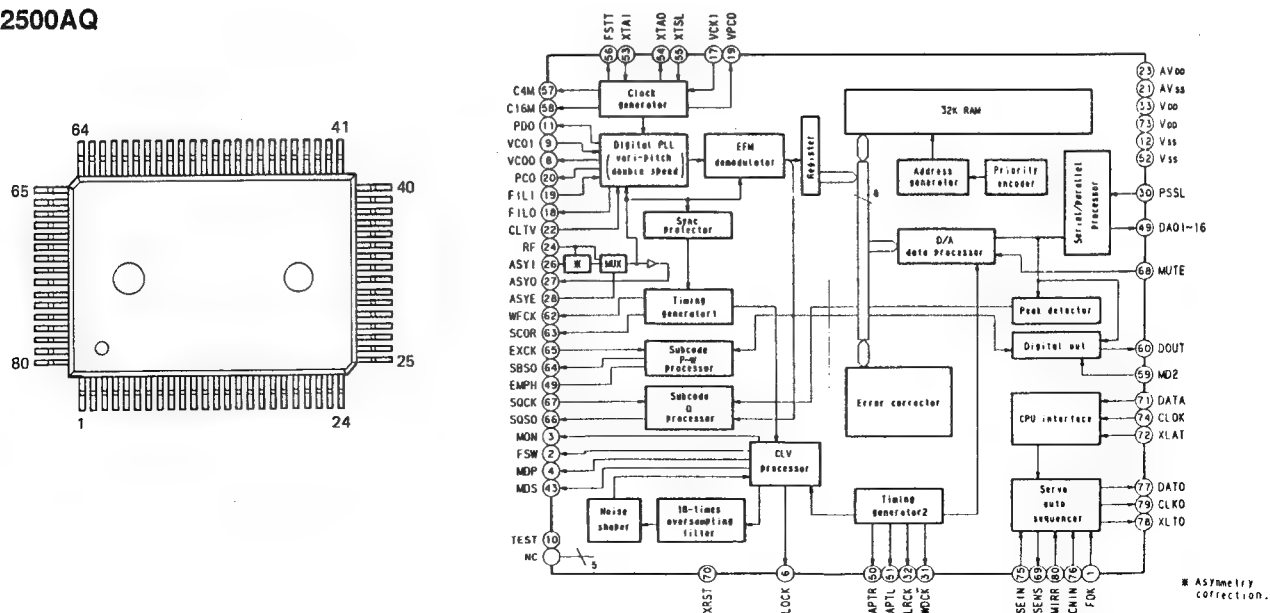 2500AQ
64
41
65
40
80
25
1
24
FSTT
XTAI
XTAO
XTSL
VCKI
VPCO
56
53
54
55
17
19
C4M 57
C16M 58
PDO 11
VCOI 9
VCOO 8
PCO 20
FILI 19
FILO 18
CLTV 22
RF 24
ASYI 26
ASYO 27
ASYE 28
WFCK 62
SCOR 63
EXCK 65
SBSO 64
EMPH 49
SQCK 67
SQSO 66
MON 3
FSW 2
MDP 4
MDS 43
TEST 10
NC
5
Clock
generator
Digital PLL
vari-pitch
double speed
EFM
demodulator
Register
32K RAM
8
Address
generator
Priority
encoder
Serial/Parallel
processor
Sync
protector
D/A
data processor
※
MUX
Timing
generator1
Peak detector
Digital out
Subcode
P-W
processor
Subcode
Q
processor
Error corrector
CPU interface
CLV
processor
Noise
shaper
18-times
oversampling
filter
Timing
generator2
Servo
auto
sequencer
23 AVDD
21 AVSS
33 VDD
73 VDD
12 VSS
52 VSS
30 PSSL
49 DA01~16
68 MUTE
60 DOUT
59 MD2
71 DATA
74 CLOK
72 XLAT
77 DATO
79 CLKO
78 XLTO
70
6
50
51
32
31
75
69
80
76
1
XRST
LOCK
APTR
APTL
LRCK
WDCK
SEIN
SENS
MIRR
CNIN
FOK
※ Asymmetry
correction.